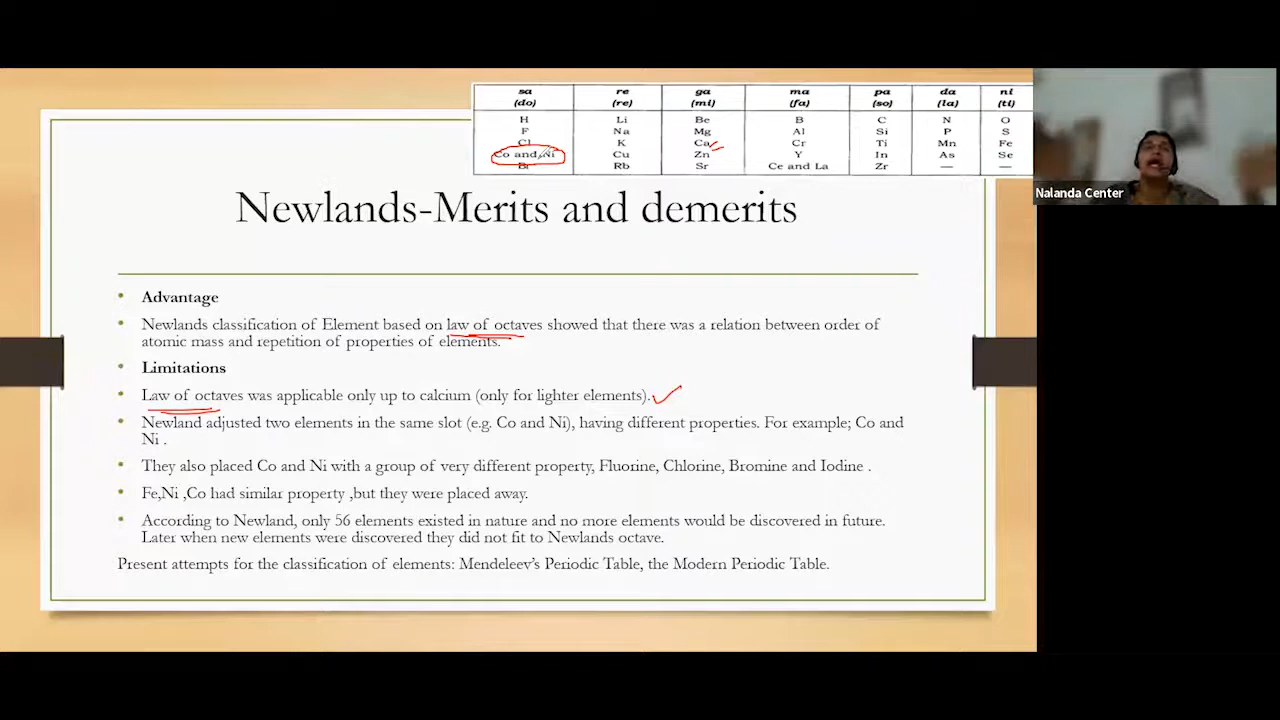 sa re ga ma pa da ni
(do) (re) (mi) (fa) (so) (la) (ti)
H Li Be B C N O
F Na Mg Al Si P S
Cl K Ca Cr Ti Mn Fe
Co and Ni Cu Zn Y In As Se
Br Rb Sr Ce and La Zr — —
Nalanda Center
Newlands-Merits and demerits
• Advantage
• Newlands classification of Element based on law of octaves showed that there was a relation between order of
atomic mass and repetition of properties of elements.
• Limitations
• Law of octaves was applicable only up to calcium (only for lighter elements).
• Newland adjusted two elements in the same slot (e.g. Co and Ni), having different properties. For example; Co and
Ni .
• They also placed Co and Ni with a group of very different property, Fluorine, Chlorine, Bromine and Iodine .
• Fe,Ni ,Co had similar property ,but they were placed away.
• According to Newland, only 56 elements existed in nature and no more elements would be discovered in future.
Later when new elements were discovered they did not fit to Newlands octave.
Present attempts for the classification of elements: Mendeleev's Periodic Table, the Modern Periodic Table.